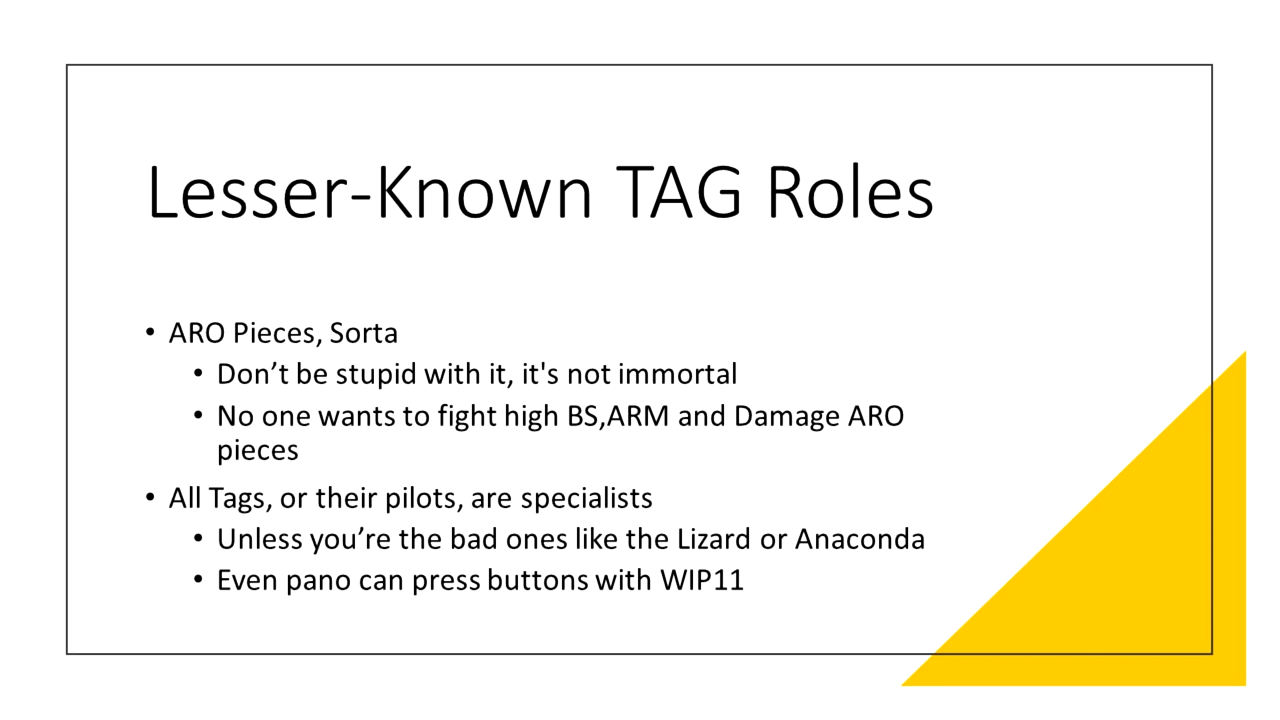 Lesser-Known TAG Roles
• ARO Pieces, Sorta
• Don’t be stupid with it, it's not immortal
• No one wants to fight high BS,ARM and Damage ARO
pieces
• All Tags, or their pilots, are specialists
• Unless you’re the bad ones like the Lizard or Anaconda
• Even pano can press buttons with WIP11